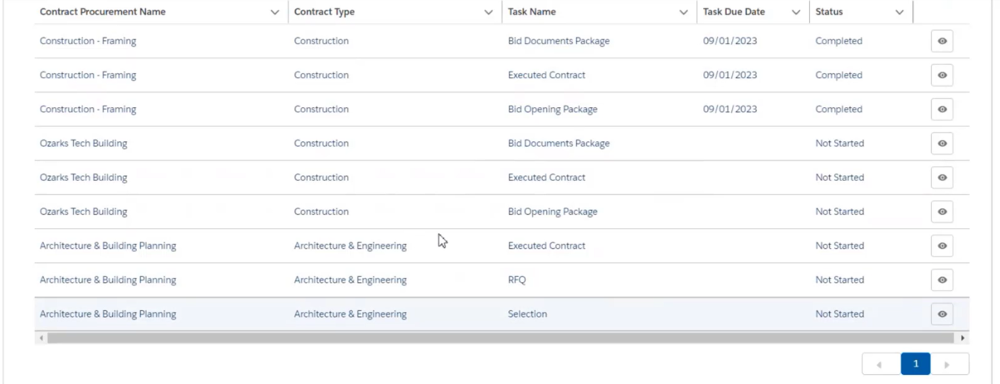 Contract Procurement Name Contract Type Task Name Task Due Date Status
Construction - Framing Construction Bid Documents Package 09/01/2023 Completed
Construction - Framing Construction Executed Contract 09/01/2023 Completed
Construction - Framing Construction Bid Opening Package 09/01/2023 Completed
Ozarks Tech Building Construction Bid Documents Package Not Started
Ozarks Tech Building Construction Executed Contract Not Started
Ozarks Tech Building Construction Bid Opening Package Not Started
Architecture & Building Planning Architecture & Engineering Executed Contract Not Started
Architecture & Building Planning Architecture & Engineering RFQ Not Started
Architecture & Building Planning Architecture & Engineering Selection Not Started
1